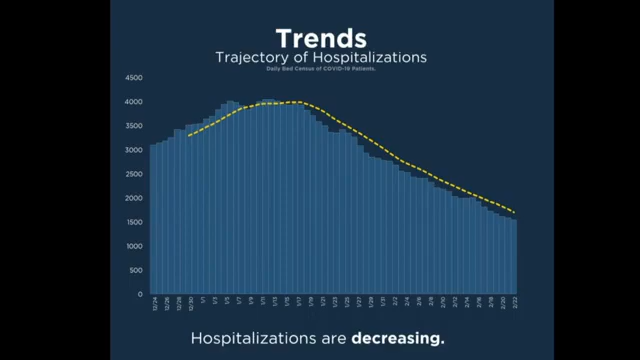 Trends
Trajectory of Hospitalizations
Daily Bed Census of COVID-19 Patients.
4500
4000
3500
3000
2500
2000
1500
1000
500
0
12/24 12/26 12/28 12/30 1/1 1/3 1/5 1/7 1/9 1/11 1/13 1/15 1/17 1/19 1/21 1/23 1/25 1/27 1/29 1/31 2/2 2/4 2/6 2/8 2/10 2/12 2/14 2/16 2/18 2/20 2/22
Hospitalizations are decreasing.